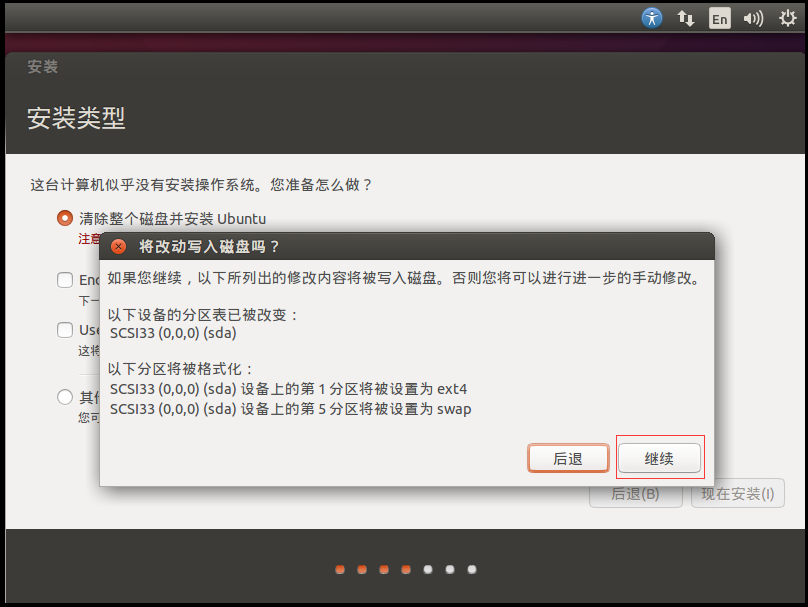 En
安装
安装类型
这台计算机似乎没有安装操作系统。您准备怎么做？
清除整个磁盘并安装 Ubuntu
注意
将改动写入磁盘吗？
如果您继续，以下所列出的修改内容将被写入磁盘。否则您将可以进行进一步的手动修改。
以下设备的分区表已被改变：
SCSI33 (0,0,0) (sda)
以下分区将被格式化：
SCSI33 (0,0,0) (sda) 设备上的第 1 分区将被设置为 ext4
SCSI33 (0,0,0) (sda) 设备上的第 5 分区将被设置为 swap
后退
继续
下一
Use
这将
您可
后退(B)
现在安装(I)